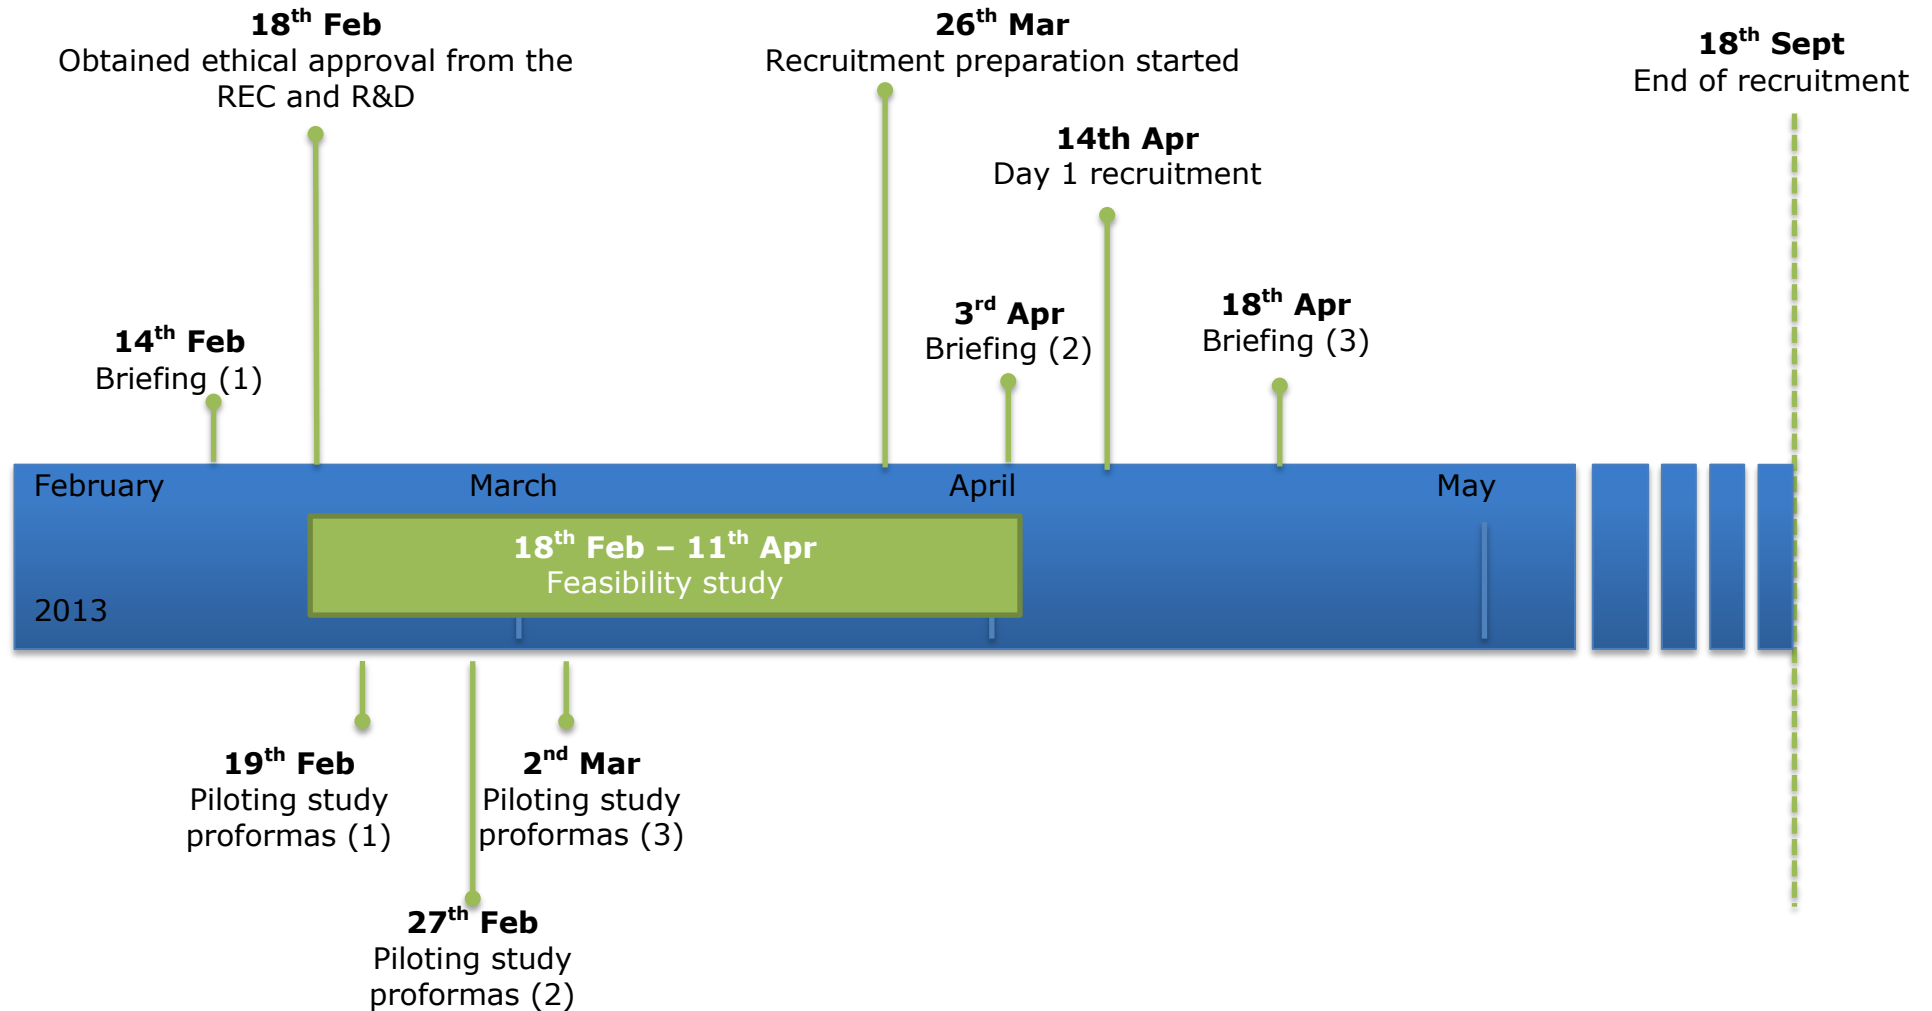 18th Feb
Obtained ethical approval from the
REC and R&D
26th Mar
Recruitment preparation started
18th Sept
End of recruitment
14th Apr
Day 1 recruitment
14th Feb
Briefing (1)
3rd Apr
Briefing (2)
18th Apr
Briefing (3)
February
March
April
May
18th Feb – 11th Apr
Feasibility study
2013
19th Feb
Piloting study
proformas (1)
2nd Mar
Piloting study
proformas (3)
27th Feb
Piloting study
proformas (2)